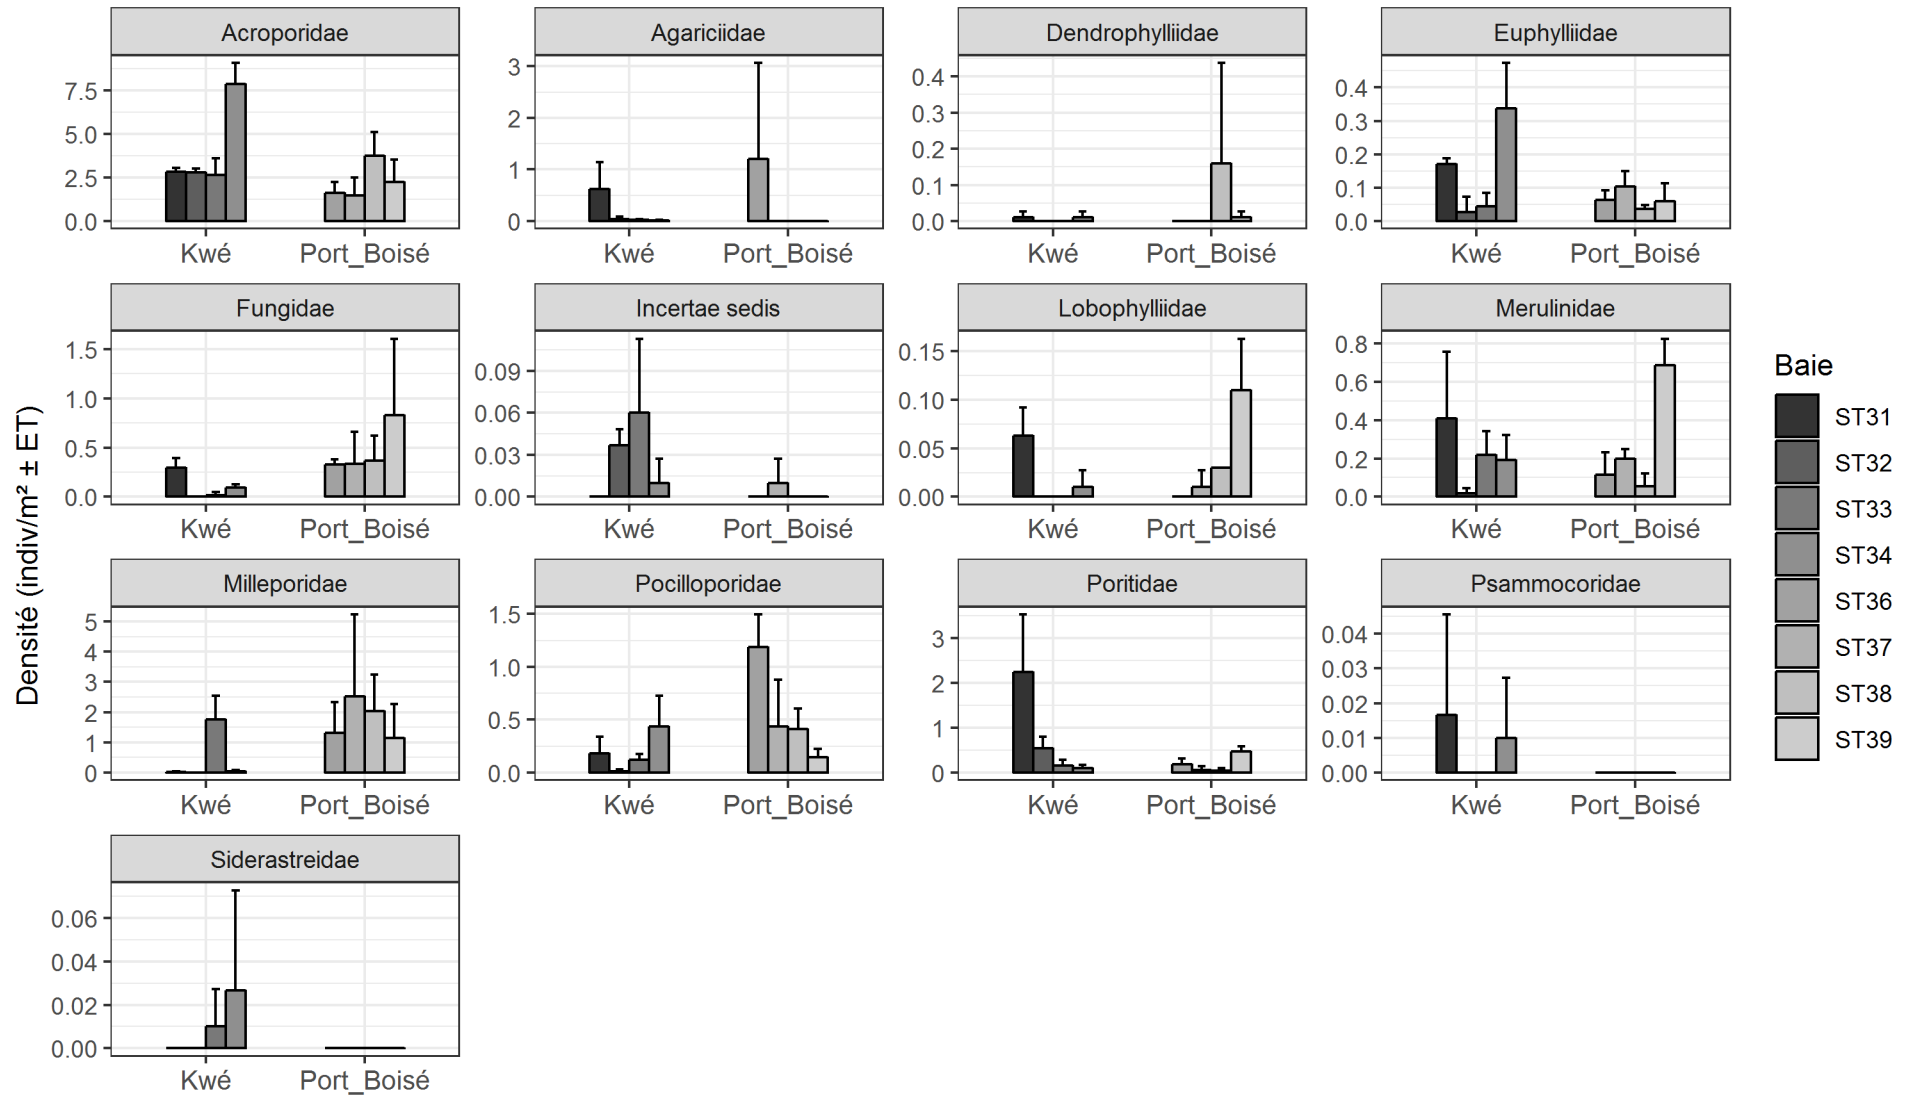 Acroporidae
Agariciidae
Dendrophylliidae
Euphylliidae
7.5
5.0
2.5
0.0
3
2
1
0
0.4
0.3
0.2
0.1
0.0
0.4
0.3
0.2
0.1
0.0
Kwé Port_Boisé
Kwé Port_Boisé
Kwé Port_Boisé
Kwé Port_Boisé
Fungidae
Incertae sedis
Lobophylliidae
Merulinidae
1.5
1.0
0.5
0.0
0.09
0.06
0.03
0.00
0.15
0.10
0.05
0.00
0.8
0.6
0.4
0.2
0.0
Kwé Port_Boisé
Kwé Port_Boisé
Kwé Port_Boisé
Kwé Port_Boisé
Milleporidae
Pocilloporidae
Poritidae
Psammocoridae
5
4
3
2
1
0
1.5
1.0
0.5
0.0
3
2
1
0
0.04
0.03
0.02
0.01
0.00
Kwé Port_Boisé
Kwé Port_Boisé
Kwé Port_Boisé
Kwé Port_Boisé
Siderastreidae
0.06
0.04
0.02
0.00
Kwé Port_Boisé
Densité (indiv/m² ± ET)
Baie
ST31
ST32
ST33
ST34
ST36
ST37
ST38
ST39